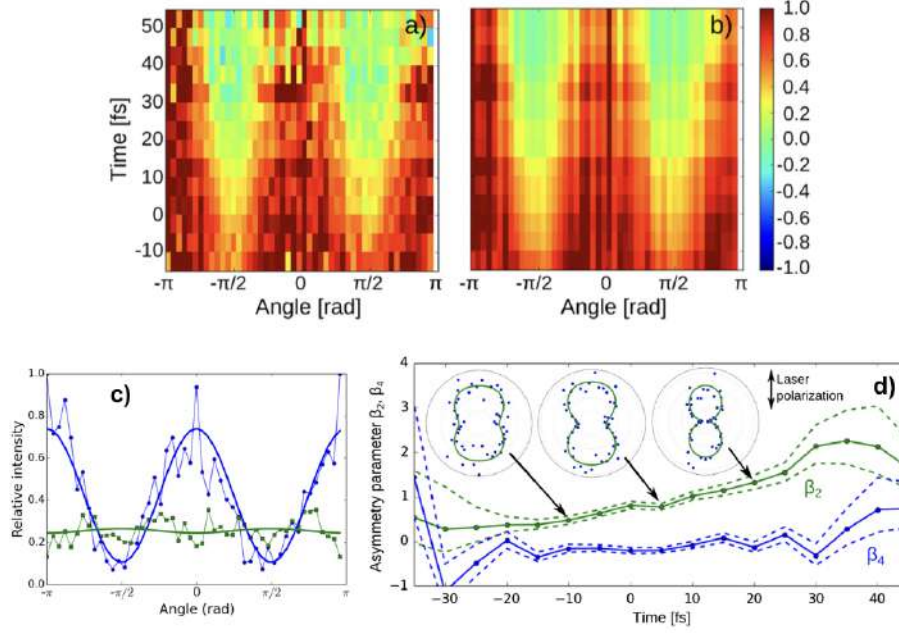 a)
b)
50
40
30
20
10
0
-10
Time [fs]
-π
-π/2
0
π/2
π
Angle [rad]
-π
-π/2
0
π/2
π
Angle [rad]
1.0
0.8
0.6
0.4
0.2
0.0
-0.2
-0.4
-0.6
-0.8
-1.0
c)
1.0
0.8
0.6
0.4
0.2
0.0
Relative intensity
-π
-π/2
0
π/2
π
Angle (rad)
d)
Laser
polarization
4
3
2
1
0
−1
Asymmetry parameter β2, β4
β2
β4
−30
−20
−10
0
10
20
30
40
Time [fs]